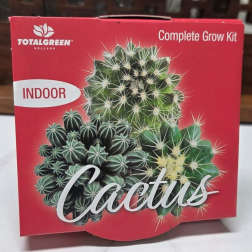 TOTALGREEN
HOLLAND
Complete Grow Kit
INDOOR
Cactus